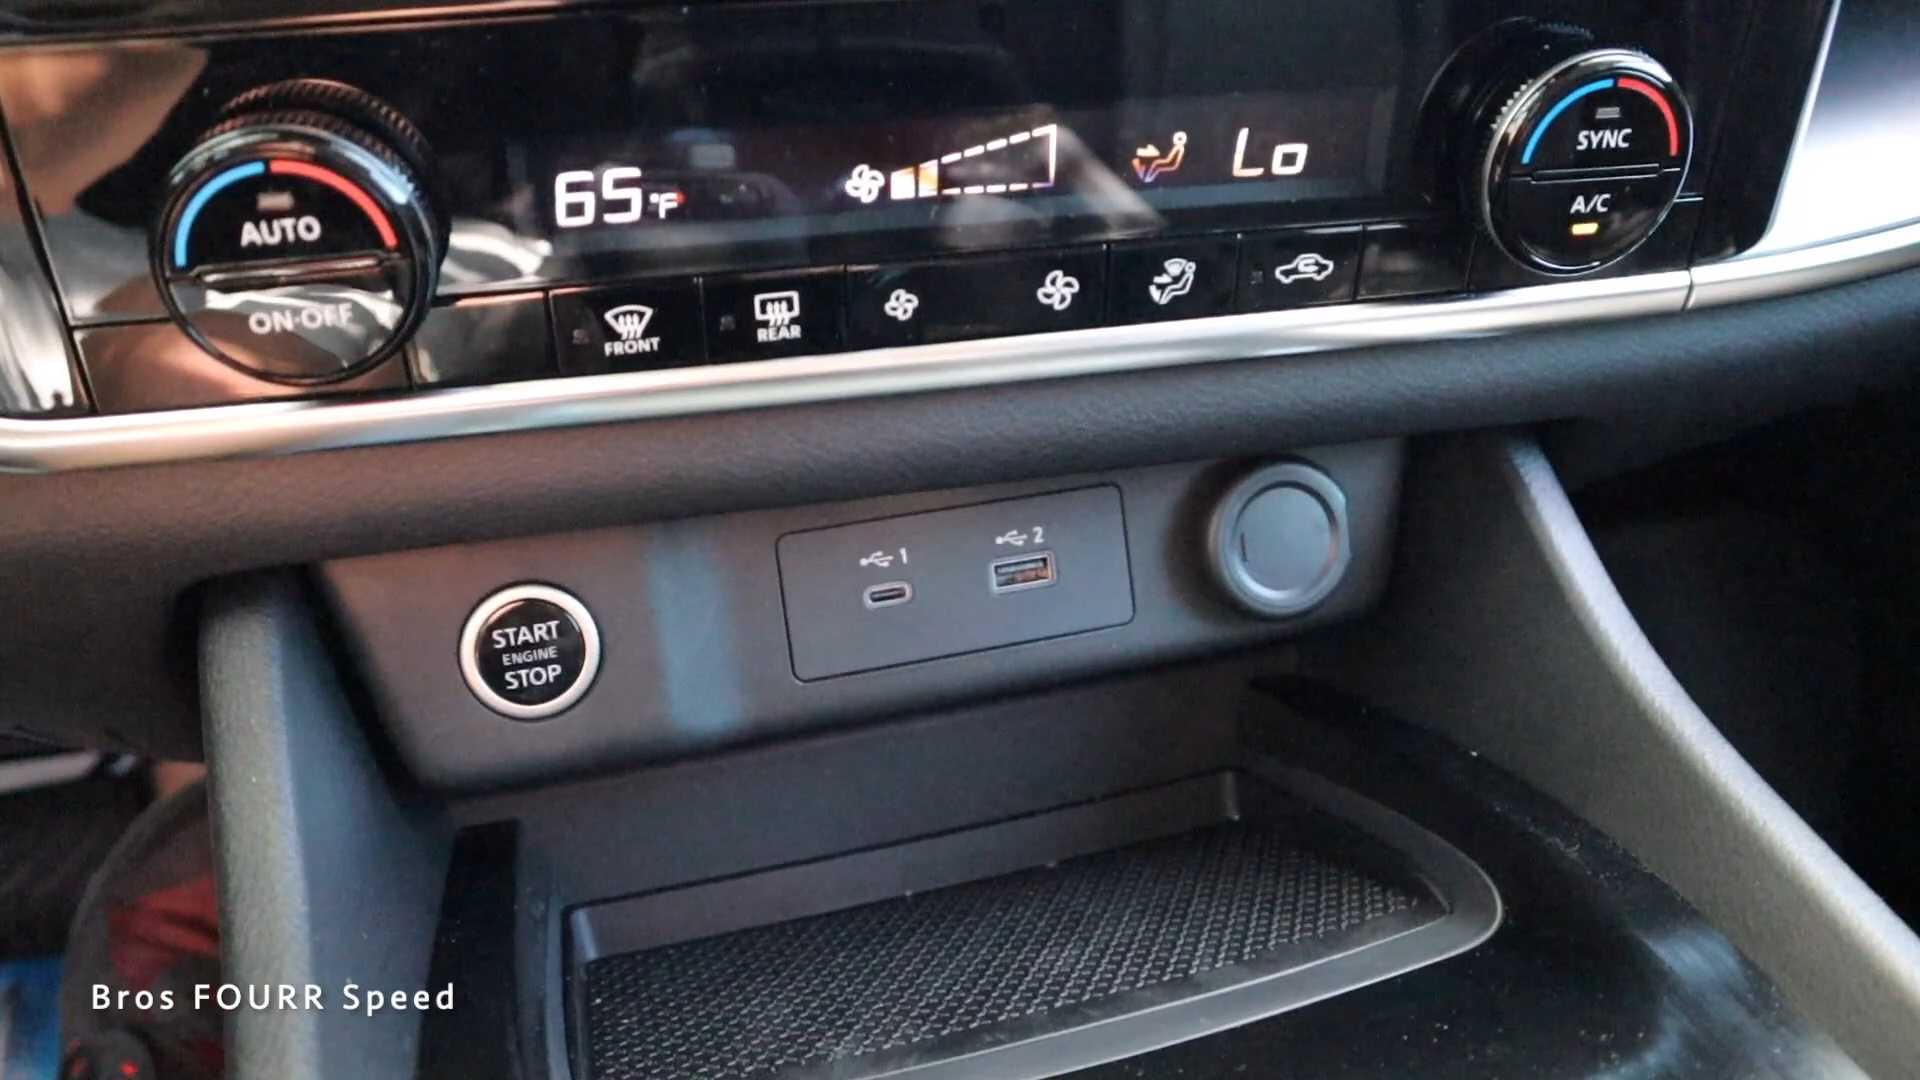 AUTO
ON·OFF
65°F
Lo
SYNC
A/C
FRONT
REAR
1
2
START
ENGINE
STOP
Bros FOURR Speed